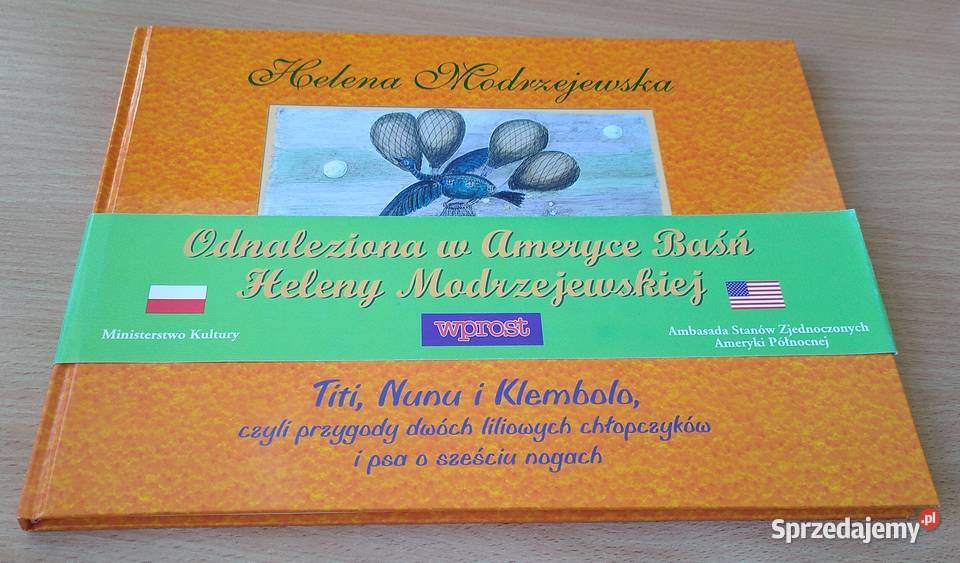 Helena Modrzejewska
Odnaleziona w Ameryce Baśń
Heleny Modrzejewskiej
Ministerstwo Kultury
wprost
Ambasada Stanów Zjednoczonych
Ameryki Północnej
Titi, Nunu i Klembolo,
czyli przygody dwóch liliowych chłopczyków
i psa o sześciu nogach
Sprzedajemy.pl